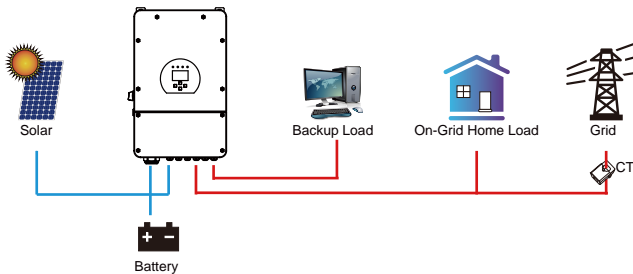 Solar
Backup Load
On-Grid Home Load
Grid
CT
Battery